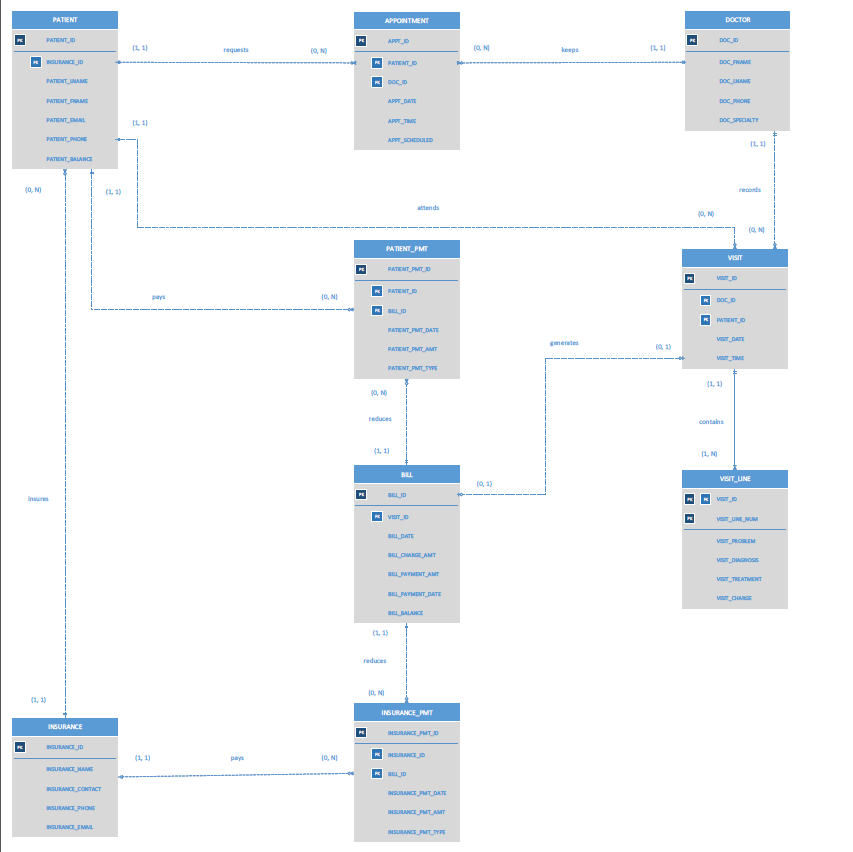 PATIENT
PK PATIENT_ID
FK INSURANCE_ID
PATIENT_LNAME
PATIENT_FNAME
PATIENT_EMAIL
PATIENT_PHONE
PATIENT_BALANCE
(1, 1)
requests
(0, N)
APPOINTMENT
PK APPT_ID
FK PATIENT_ID
FK DOC_ID
APPT_DATE
APPT_TIME
APPT_SCHEDULED
(0, N)
keeps
(1, 1)
DOCTOR
PK DOC_ID
DOC_FNAME
DOC_LNAME
DOC_PHONE
DOC_SPECIALTY
(1, 1)
(1, 1)
records
(0, N)
(1, 1)
attends
(0, N)
(0, N)
PATIENT_PMT
PK PATIENT_PMT_ID
FK PATIENT_ID
FK BILL_ID
PATIENT_PMT_DATE
PATIENT_PMT_AMT
PATIENT_PMT_TYPE
VISIT
PK VISIT_ID
FK DOC_ID
FK PATIENT_ID
VISIT_DATE
VISIT_TIME
pays
(0, N)
generates
(0, 1)
(0, N)
reduces
(1, 1)
(1, 1)
contains
(1, N)
BILL
PK BILL_ID
FK VISIT_ID
BILL_DATE
BILL_CHARGE_AMT
BILL_PAYMENT_AMT
BILL_PAYMENT_DATE
BILL_BALANCE
(0, 1)
VISIT_LINE
PK FK VISIT_ID
PK VISIT_LINE_NUM
VISIT_PROBLEM
VISIT_DIAGNOSIS
VISIT_TREATMENT
VISIT_CHARGE
Insures
(1, 1)
reduces
(0, N)
(1, 1)
INSURANCE
PK INSURANCE_ID
INSURANCE_NAME
INSURANCE_CONTACT
INSURANCE_PHONE
INSURANCE_EMAIL
(1, 1)
pays
(0, N)
INSURANCE_PMT
PK INSURANCE_PMT_ID
FK INSURANCE_ID
FK BILL_ID
INSURANCE_PMT_DATE
INSURANCE_PMT_AMT
INSURANCE_PMT_TYPE